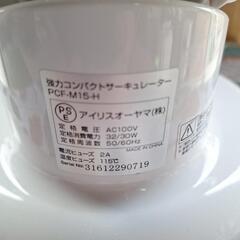 強力コンパクトサーキュレーター
PCF-M15-H
PSE アイリスオーヤマ(株)
定格電圧 AC100V
定格消費電力 32/30W
定格周波数 50/60Hz
電流ヒューズ 2A
温度ヒューズ 115℃
MADE IN CHINA
Serial No: 31612290719